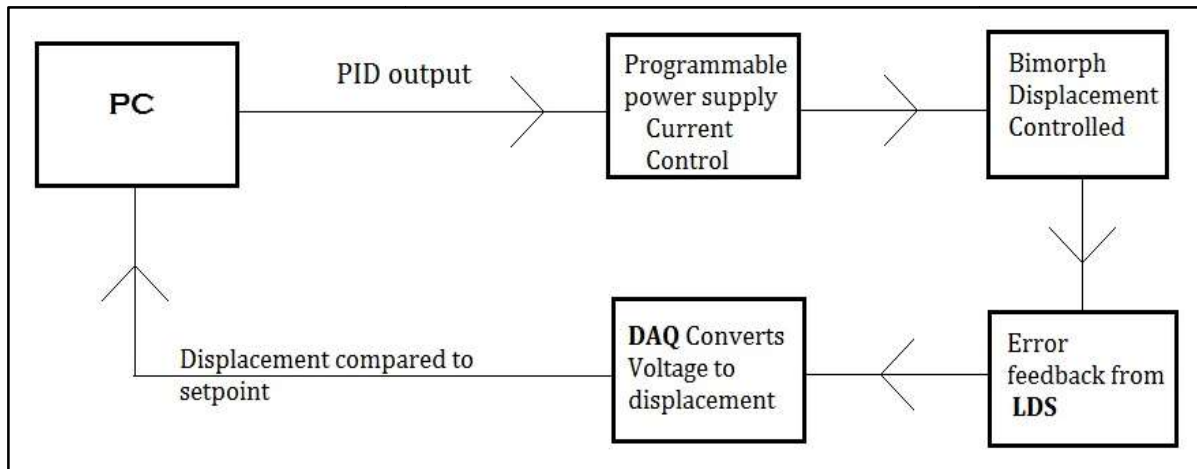 PC
PID output
Programmable
power supply
Current
Control
Bimorph
Displacement
Controlled
Error
feedback from
LDS
DAQ Converts
Voltage to
displacement
Displacement compared to
setpoint